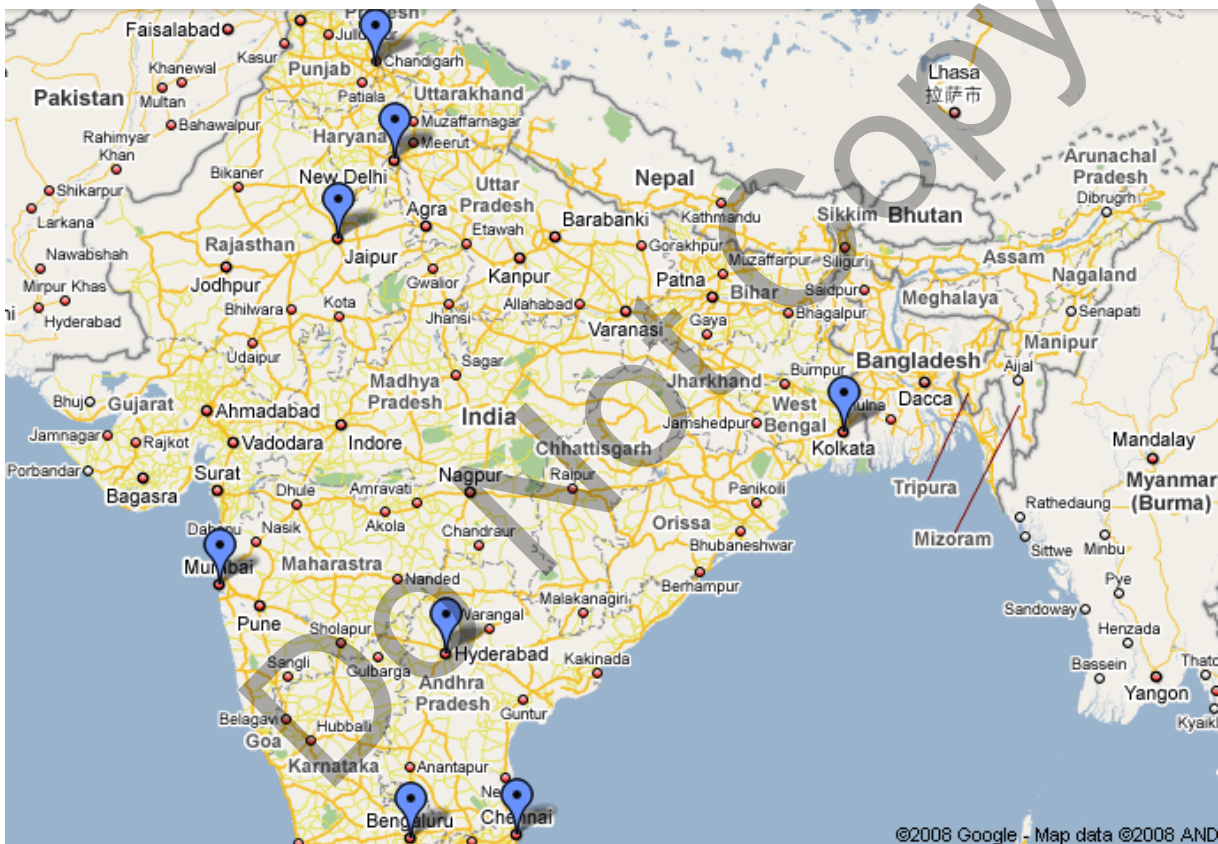 Pradesh
Faisalabad
Kasur
Chandigarh
Khanewal
Punjab
Lhasa
拉萨市
Multan
Patiala
Uttarakhand
Pakistan
Bahawalpur
Haryana
Muzaffarnagar
Meerut
Rahimyar
Khan
Arunachal
Pradesh
Bikaner
New Delhi
Nepal
Shikarpur
Uttar
Pradesh
Dibrugrh
Larkana
Agra
Barabanki
Kathmandu
Sikkim
Bhutan
Rajasthan
Etawah
Gorakhpur
Nawabshah
Jaipur
Kanpur
Muzaffarpur
Siliguri
Assam
Jodhpur
Gwalior
Patna
Nagaland
Mirpur Khas
Bhilwara
Kota
Allahabad
Bihar
Saidpur
Meghalaya
Hyderabad
Jhansi
Varanasi
Gaya
Bhagalpur
Senapati
Udaipur
Manipur
Sagar
Bangladesh
Burnpur
Aijal
Madhya
Pradesh
Jharkhand
Bhuj
Gujarat
Ahmadabad
India
West
Bengal
Dacca
Jamnagar
Rajkot
Vadodara
Indore
Jamshedpur
Kolkata
Mandalay
Porbandar
Chhattisgarh
Surat
Nagpur
Raipur
Myanmar
(Burma)
Bagasra
Dhule
Amravati
Panikoili
Tripura
Rathedaung
Nasik
Akola
Chandraur
Orissa
Mizoram
Bhubaneshwar
Sittwe
Minbu
Mumbai
Maharastra
Nanded
Berhampur
Pye
Malakanagiri
Sandoway
Pune
Warangal
Sholapur
Henzada
Hyderabad
Kakinada
Sangli
Gulbarga
Bassein
Andhra
Pradesh
Yangon
Guntur
Belagavi
Hubballi
Goa
Karnataka
Anantapur
Bengaluru
Chennai
©2008 Google - Map data ©2008 AND
Do Not Copy